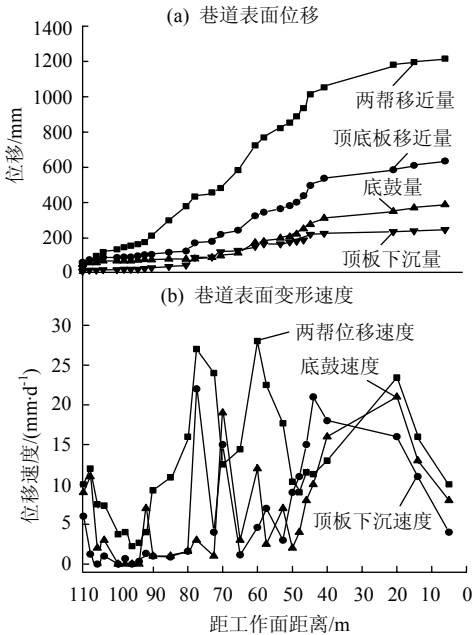 (a) 巷道表面位移
1400
1200
1000
800
600
400
200
0
位移/mm
两帮移近量
顶底板移近量
底鼓量
顶板下沉量
(b) 巷道表面变形速度
30
25
20
15
10
5
0
位移速度/(mm·d⁻¹)
两帮位移速度
底鼓速度
顶板下沉速度
110 100 90 80 70 60 50 40 30 20 10 0
距工作面距离/m